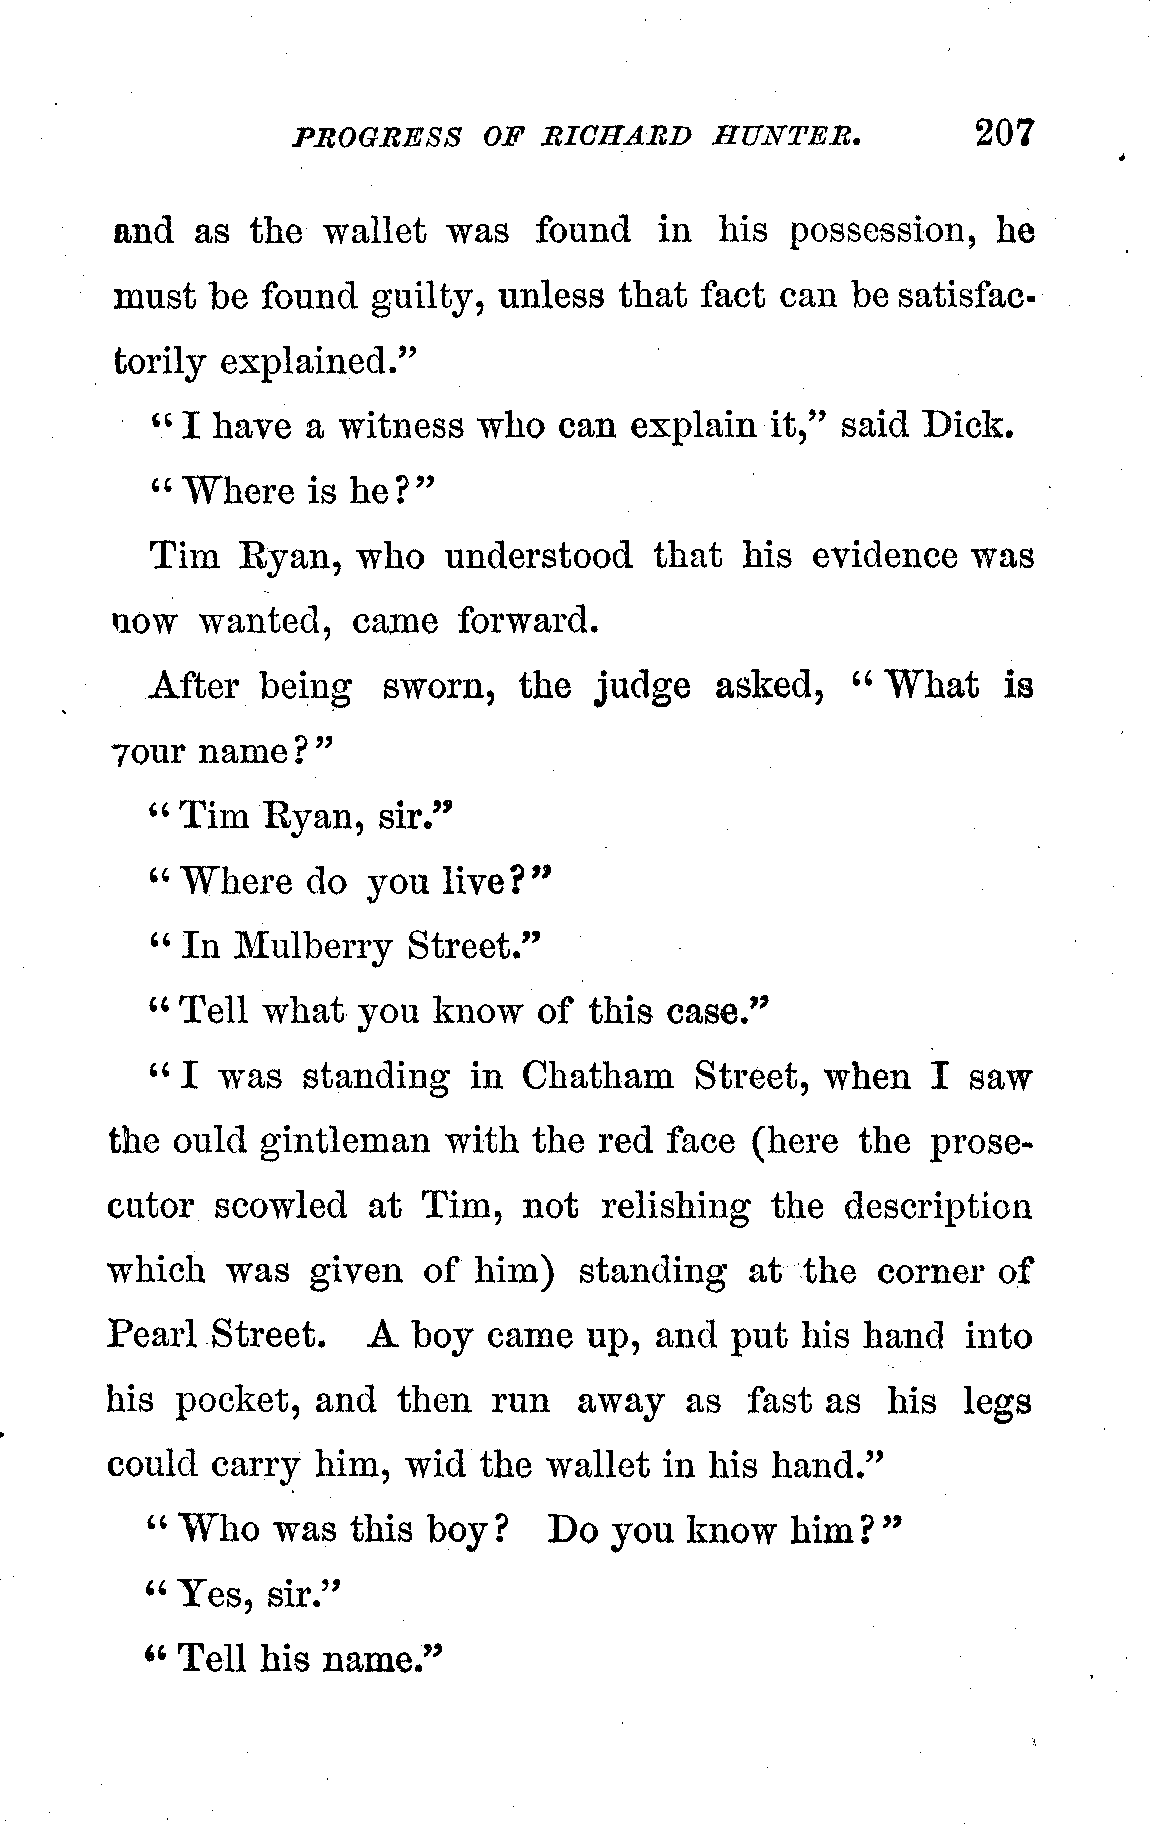 PROGRESS OF RICHARD HUNTER. 207
and as the wallet was found in his possession, he
must be found guilty, unless that fact can be satisfac-
torily explained."
"I have a witness who can explain it," said Dick.
"Where is he?"
Tim Ryan, who understood that his evidence was
now wanted, came forward.
After being sworn, the judge asked, "What is
your name?"
"Tim Ryan, sir."
"Where do you live?"
"In Mulberry Street."
"Tell what you know of this case."
"I was standing in Chatham Street, when I saw
the ould gintleman with the red face (here the prose-
cutor scowled at Tim, not relishing the description
which was given of him) standing at the corner of
Pearl Street. A boy came up, and put his hand into
his pocket, and then run away as fast as his legs
could carry him, wid the wallet in his hand."
"Who was this boy? Do you know him?"
"Yes, sir."
"Tell his name."